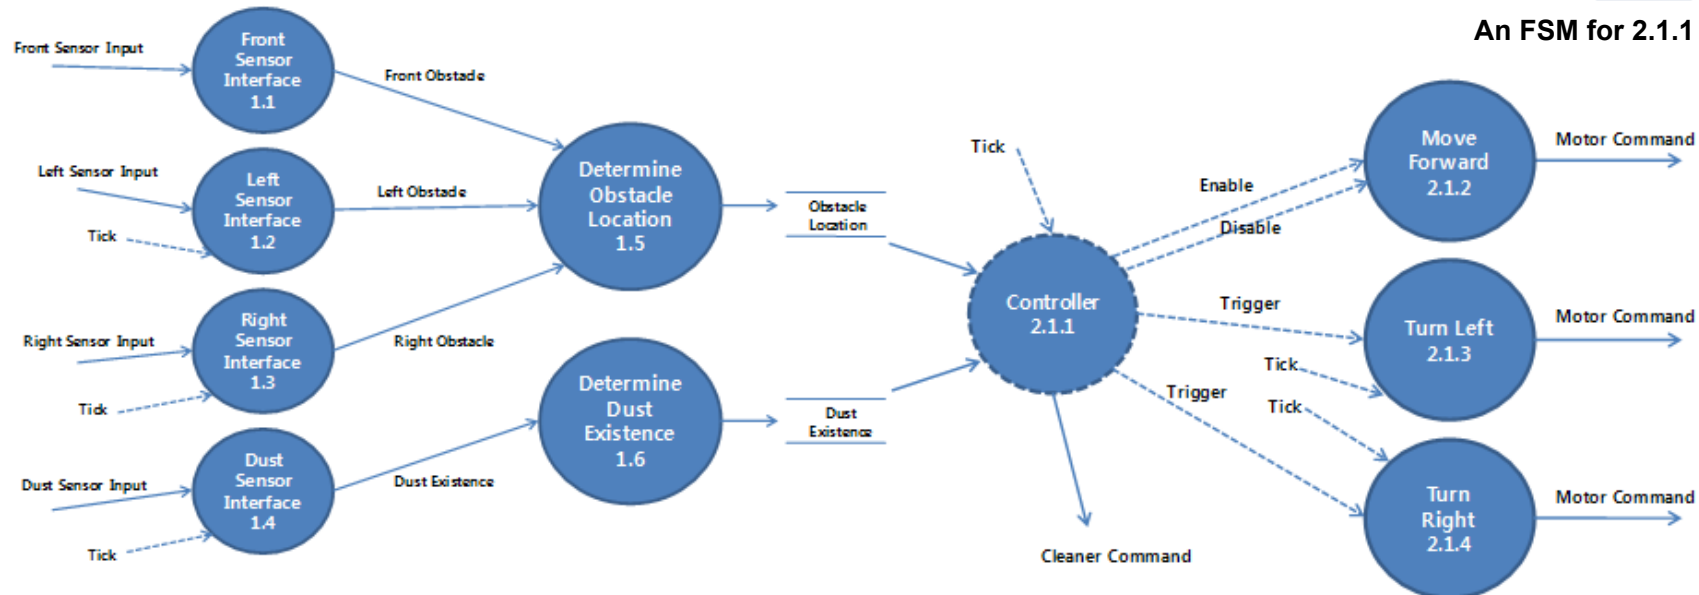 An FSM for 2.1.1
Front Sensor Input
Front
Sensor
Interface
1.1
Front Obstacle
Left Sensor Input
Tick
Left
Sensor
Interface
1.2
Left Obstacle
Right Sensor Input
Tick
Right
Sensor
Interface
1.3
Right Obstacle
Dust Sensor Input
Tick
Dust
Sensor
Interface
1.4
Dust Existence
Determine
Obstacle
Location
1.5
Determine
Dust
Existence
1.6
Obstacle
Location
Dust
Existence
Tick
Controller
2.1.1
Cleaner Command
Enable
Disable
Trigger
Tick
Trigger
Tick
Move
Forward
2.1.2
Motor Command
Turn Left
2.1.3
Motor Command
Turn
Right
2.1.4
Motor Command